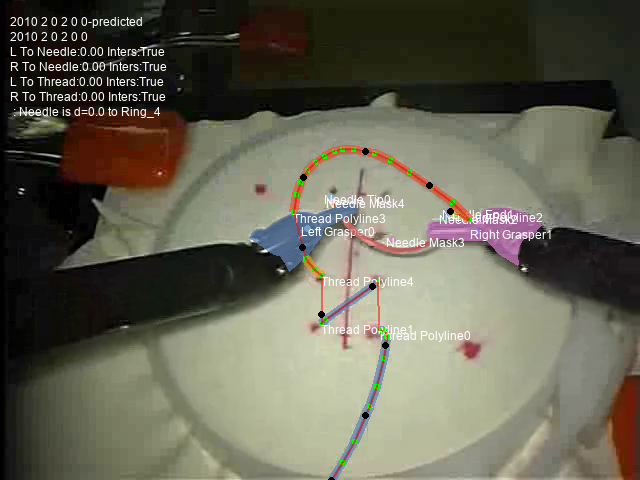 2010 2 0 2 0 0-predicted
2010 2 0 2 0 0
L To Needle:0.00 Inters:True
R To Needle:0.00 Inters:True
L To Thread:0.00 Inters:True
R To Thread:0.00 Inters:True
: Needle is d=0.0 to Ring_4
Needle Tip0
Needle Mask4
Thread Polyline3
Left Grasper0
Needle Mask2
Right Grasper1
Needle Mask3
Thread Polyline4
Thread Polyline1
Thread Polyline0